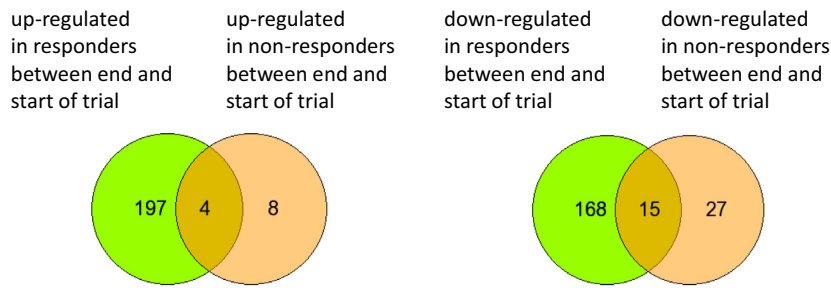 up-regulated
in responders
between end and
start of trial
up-regulated
in non-responders
between end and
start of trial
down-regulated
in responders
between end and
start of trial
down-regulated
in non-responders
between end and
start of trial
197
4
8
168
15
27